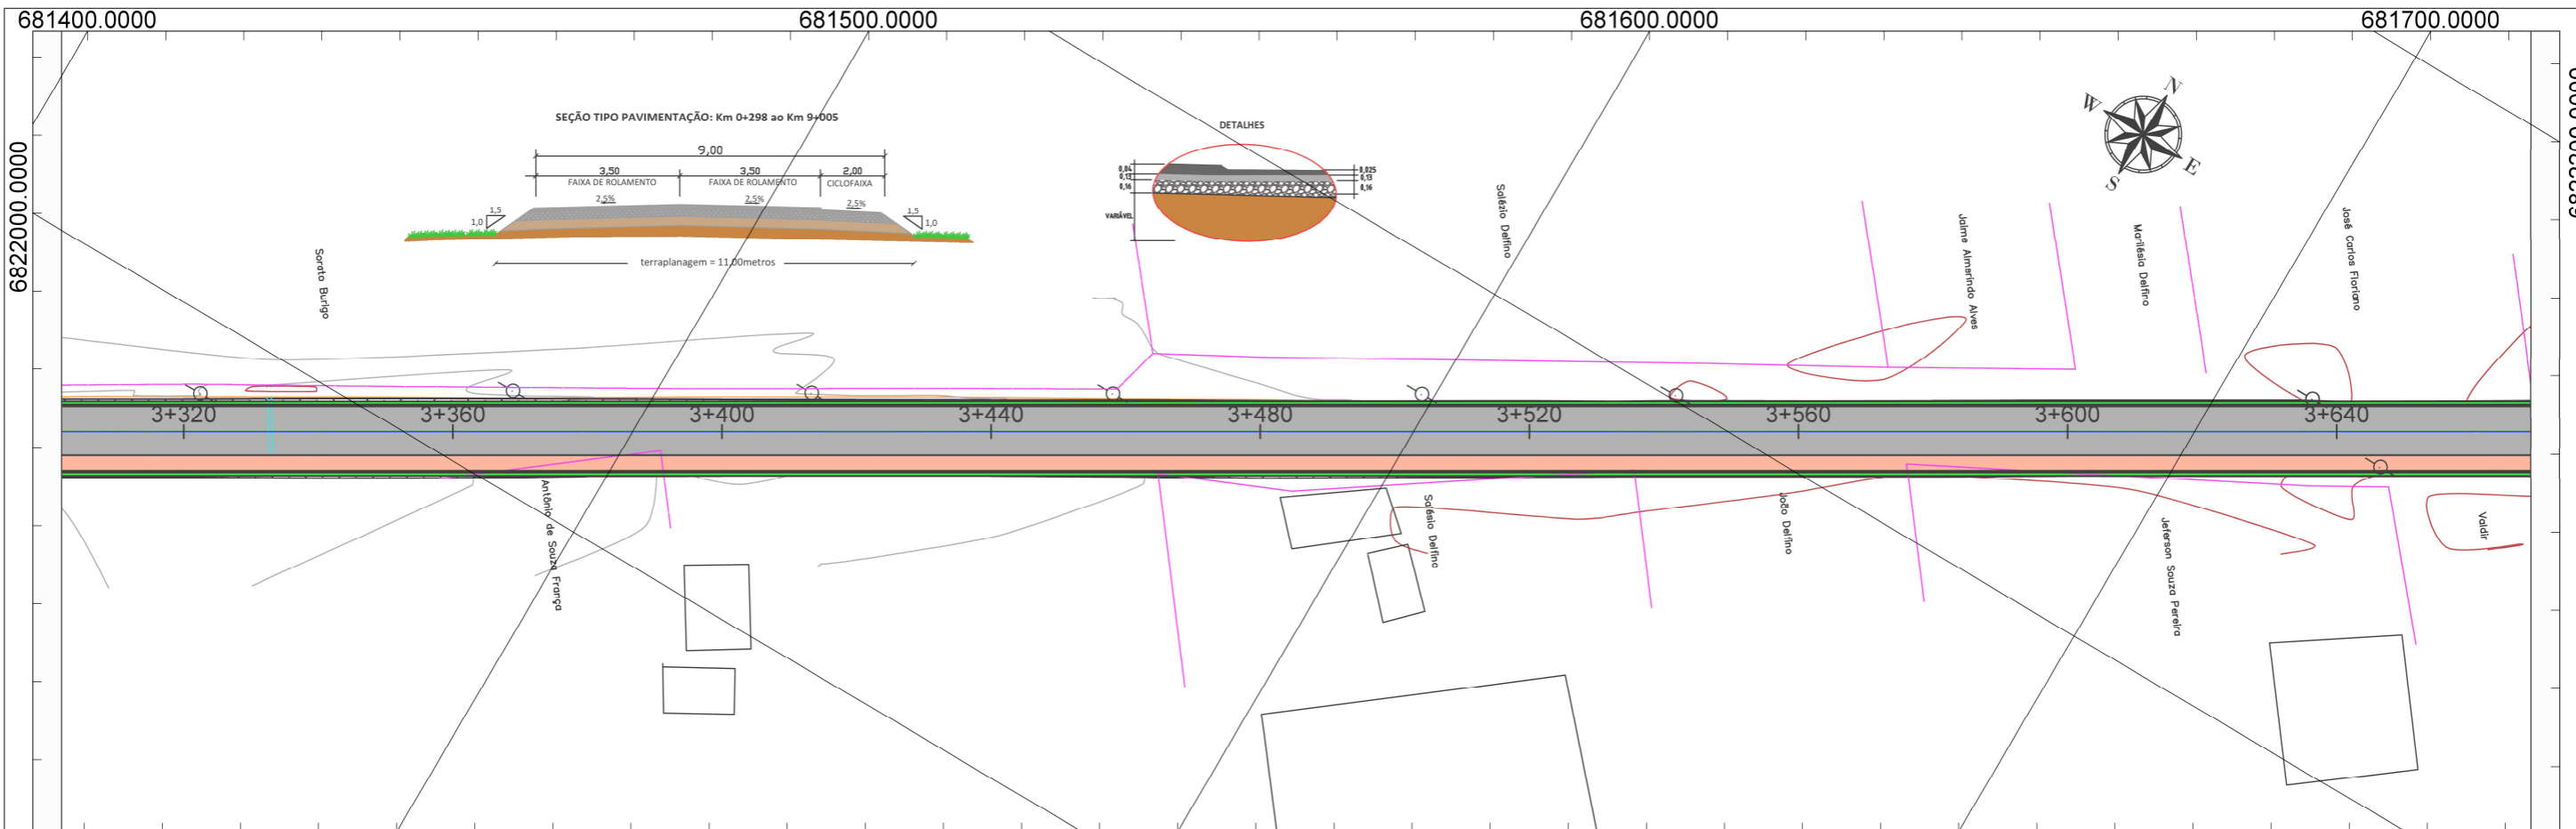 681400.0000
681500.0000
681600.0000
681700.0000
6822000.0000
SEÇÃO TIPO PAVIMENTAÇÃO: Km 0+298 ao Km 9+005
9,00
3,50
3,50
2,00
FAIXA DE ROLAMENTO
FAIXA DE ROLAMENTO
CICLOFAIXA
2,5%
2,5%
2,5%
1,5
1,0
1,5
1,0
terraplanagem = 11,00metros
DETALHES
0,04
0,13
0,16
VARIÁVEL
0,025
0,13
0,16
N
W
E
S
Sorato Burigo
Salézio Delfino
Jaime Almerindo Alves
Marilésia Delfino
José Carlos Floriano
3+320
3+360
3+400
3+440
3+480
3+520
3+560
3+600
3+640
Antônio de Souza França
Salésio Delfino
João Delfino
Jeferson Souza Pereira
Valdir